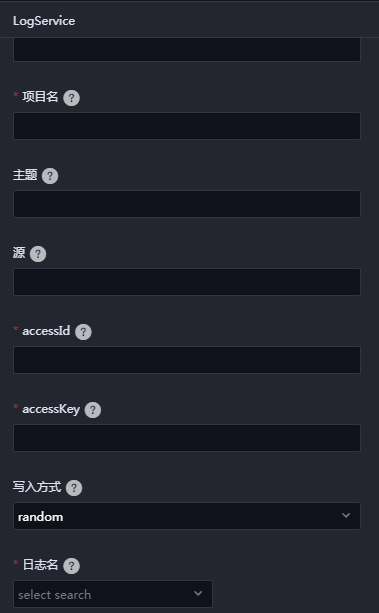 LogService
* 项目名 ?
主题 ?
源 ?
* accessId ?
* accessKey ?
写入方式 ?
random
* 日志名 ?
select search